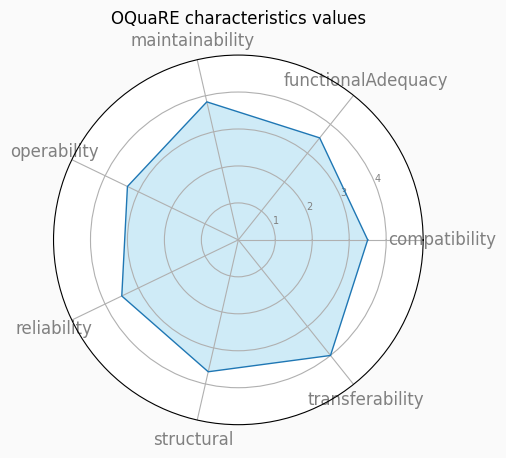 OQuaRE characteristics values
maintainability
functionalAdequacy
operability
4
3
2
1
compatibility
reliability
transferability
structural